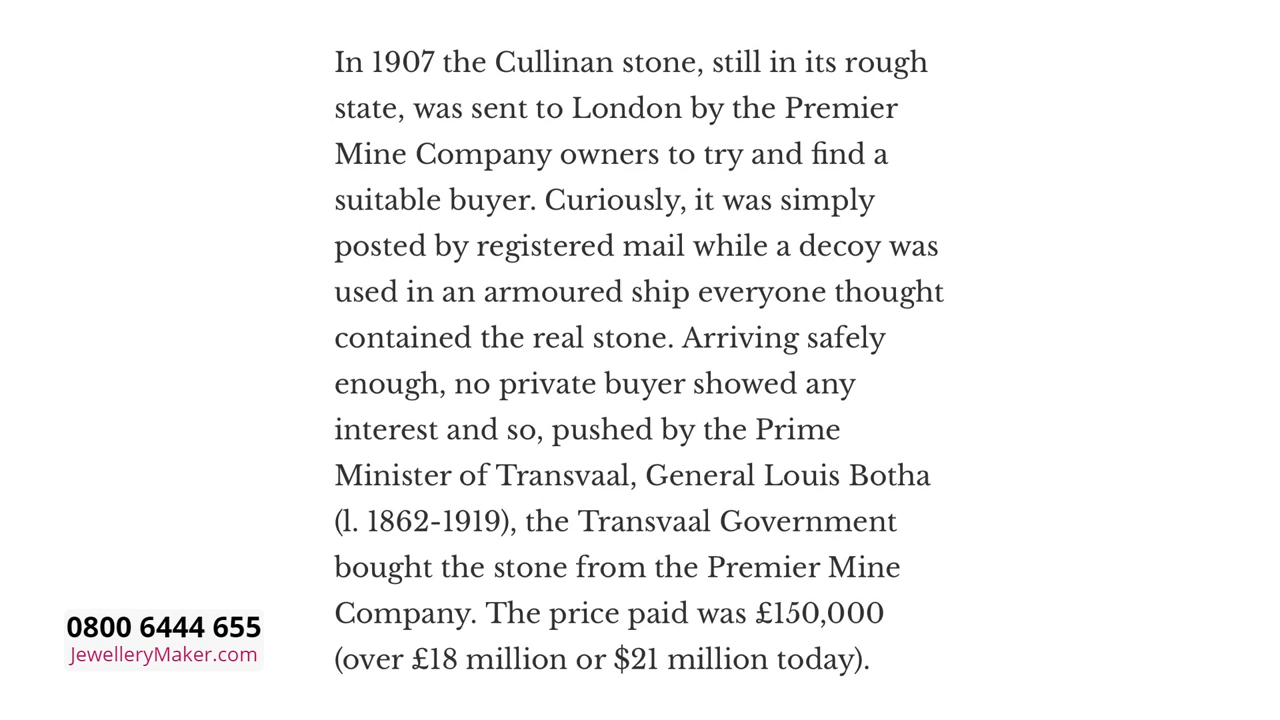 In 1907 the Cullinan stone, still in its rough
state, was sent to London by the Premier
Mine Company owners to try and find a
suitable buyer. Curiously, it was simply
posted by registered mail while a decoy was
used in an armoured ship everyone thought
contained the real stone. Arriving safely
enough, no private buyer showed any
interest and so, pushed by the Prime
Minister of Transvaal, General Louis Botha
(l. 1862-1919), the Transvaal Government
bought the stone from the Premier Mine
Company. The price paid was £150,000
(over £18 million or $21 million today).
0800 6444 655
JewelleryMaker.com